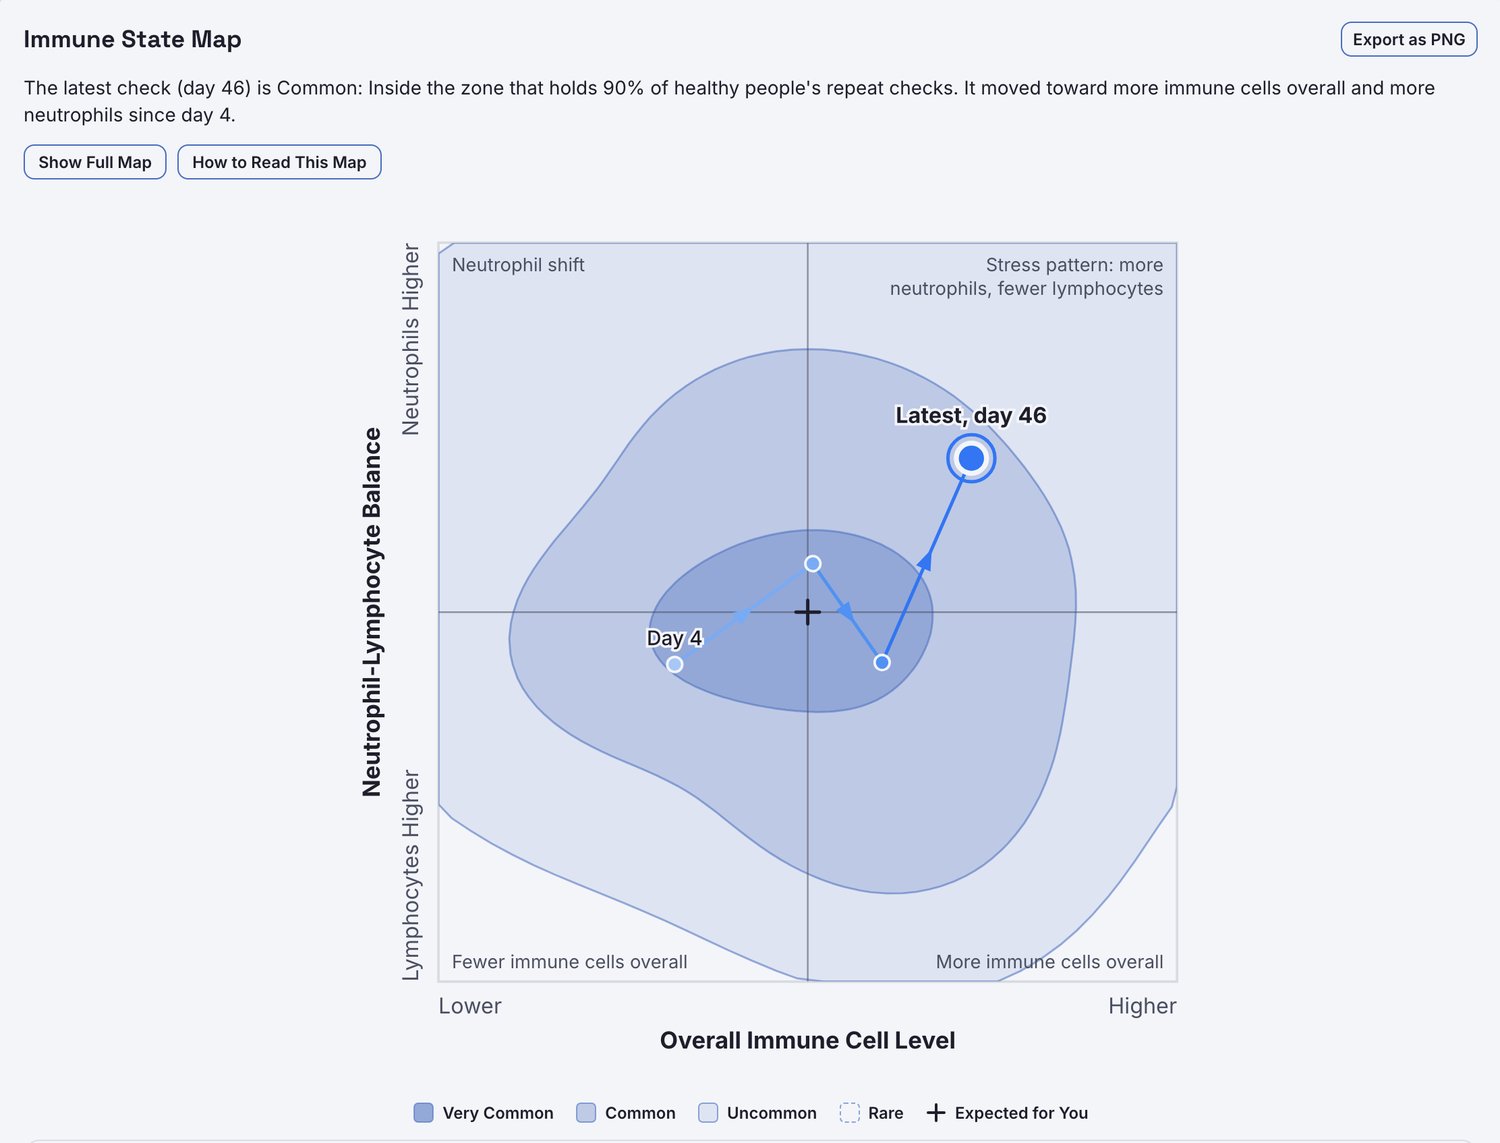 Immune State Map
Export as PNG
The latest check (day 46) is Common: Inside the zone that holds 90% of healthy people's repeat checks. It moved toward more immune cells overall and more
neutrophils since day 4.
Show Full Map
How to Read This Map
Neutrophil shift
Stress pattern: more
neutrophils, fewer lymphocytes
Neutrophils Higher
Latest, day 46
Neutrophil-Lymphocyte Balance
Day 4
Lymphocytes Higher
Fewer immune cells overall
More immune cells overall
Lower
Higher
Overall Immune Cell Level
Very Common
Common
Uncommon
Rare
Expected for You